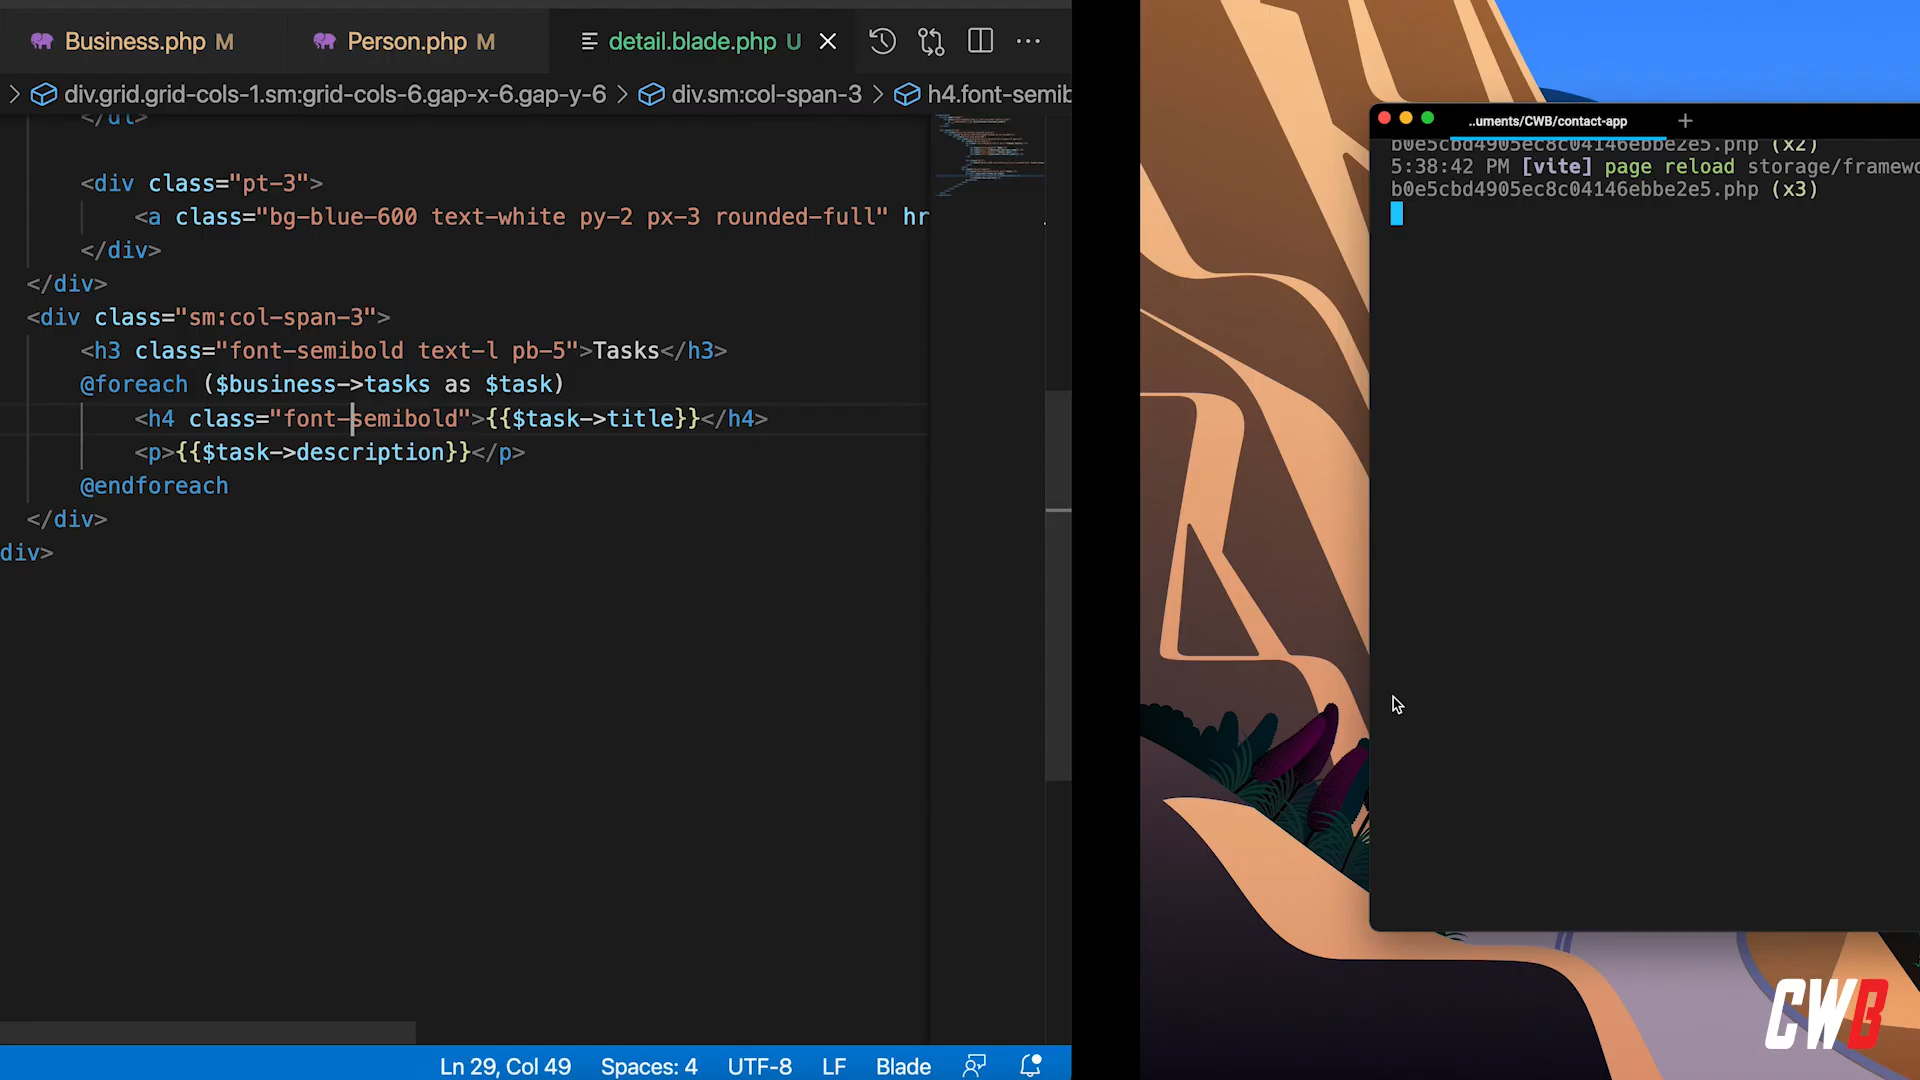 Business.php M
Person.php M
detail.blade.php U
div.grid.grid-cols-1.sm:grid-cols-6.gap-x-6.gap-y-6 > div.sm:col-span-3 > h4.font-semib
</dl>
<div class="pt-3">
<a class="bg-blue-600 text-white py-2 px-3 rounded-full" hr
</div>
</div>
<div class="sm:col-span-3">
<h3 class="font-semibold text-l pb-5">Tasks</h3>
@foreach ($business->tasks as $task)
<h4 class="font-semibold">{{$task->title}}</h4>
<p>{{$task->description}}</p>
@endforeach
</div>
div>
Ln 29, Col 49
Spaces: 4
UTF-8
LF
Blade
..uments/CWB/contact-app
b0e5cbd4905ec8c04146ebbe2e5.php (x2)
5:38:42 PM [vite] page reload storage/framewo
b0e5cbd4905ec8c04146ebbe2e5.php (x3)
CWB